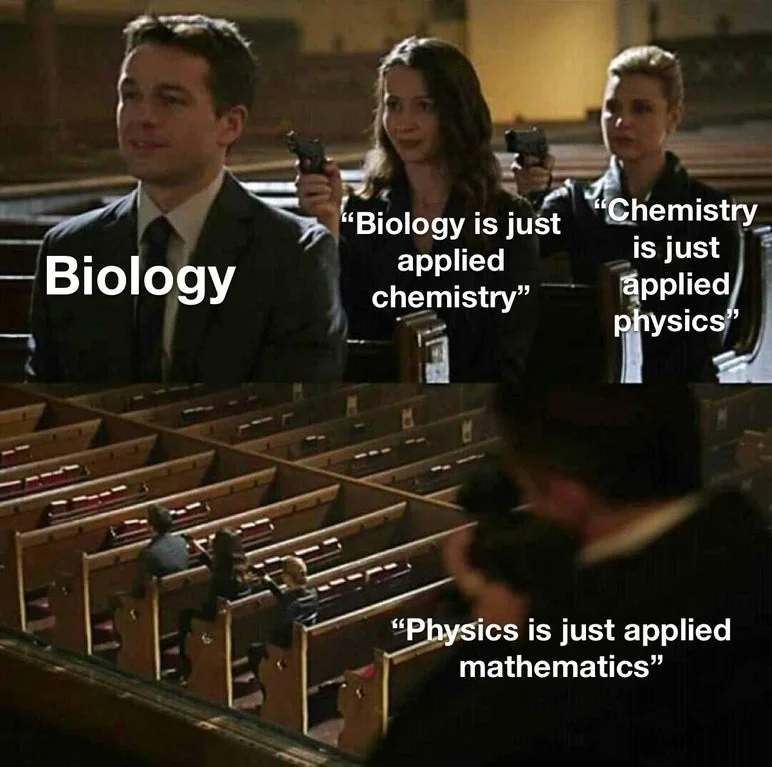 Biology
“Biology is just
applied
chemistry”
“Chemistry
is just
applied
physics”
“Physics is just applied
mathematics”